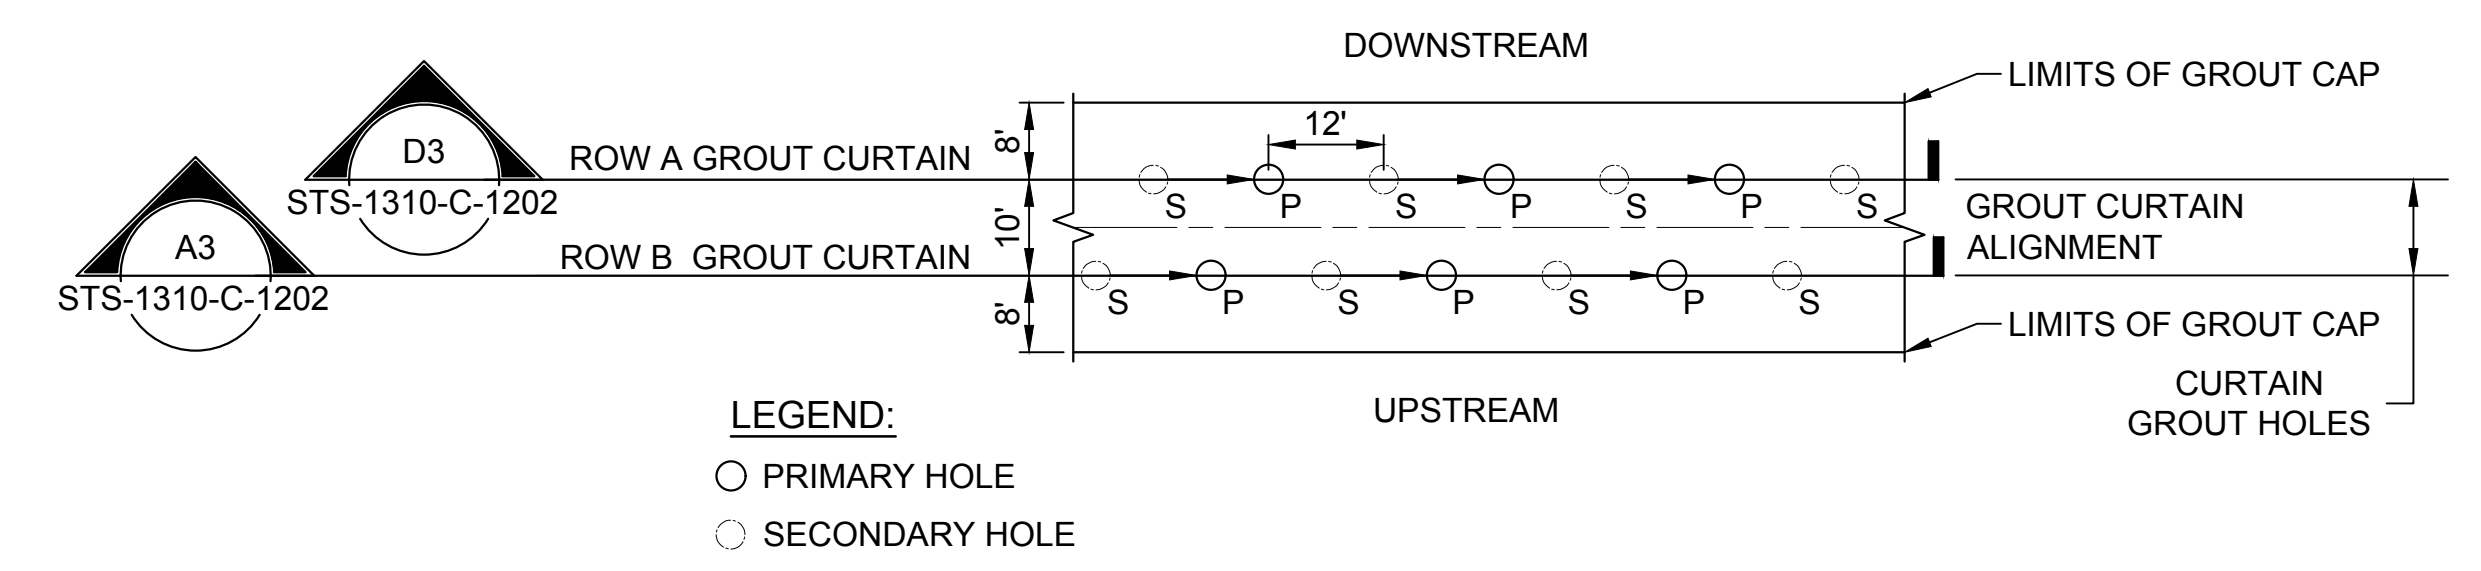 DOWNSTREAM
LIMITS OF GROUT CAP
12'
8'
D3
ROW A GROUT CURTAIN
STS-1310-C-1202
S P S P S P S
GROUT CURTAIN
ALIGNMENT
10'
A3
ROW B GROUT CURTAIN
STS-1310-C-1202
S P S P S P S
8'
LIMITS OF GROUT CAP
CURTAIN
GROUT HOLES
UPSTREAM
LEGEND:
PRIMARY HOLE
SECONDARY HOLE